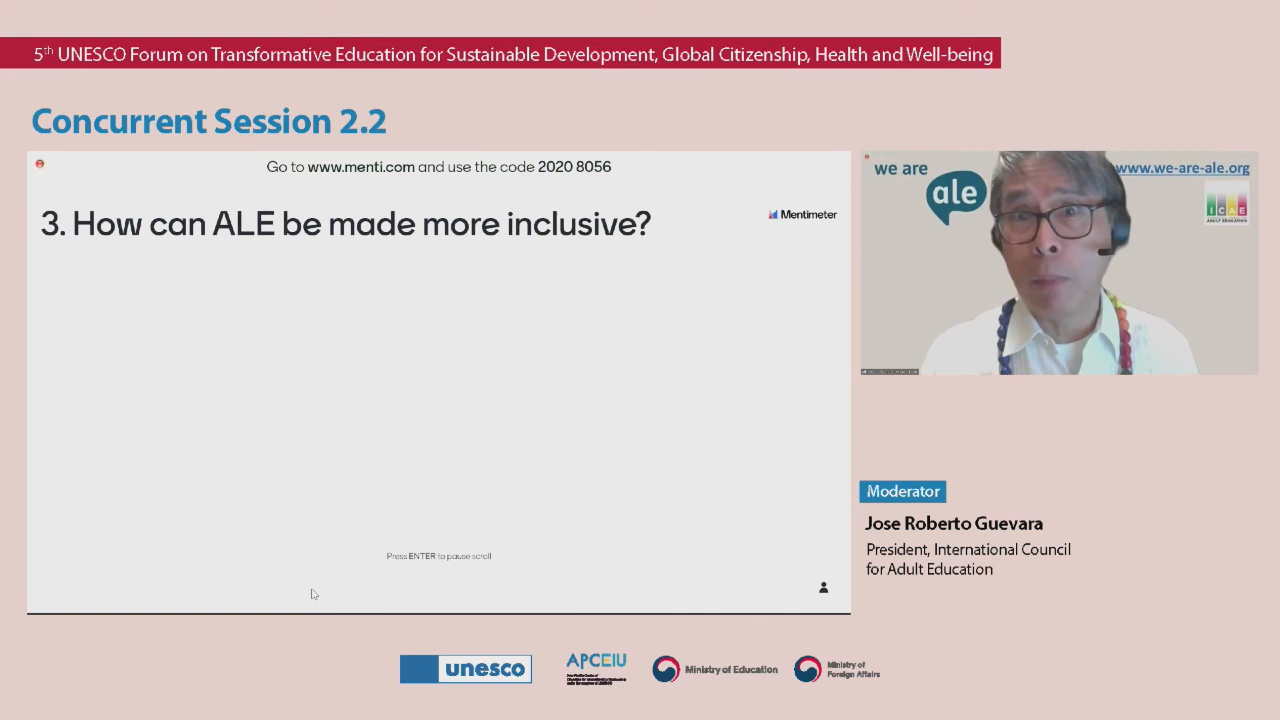 5th UNESCO Forum on Transformative Education for Sustainable Development, Global Citizenship, Health and Well-being
Concurrent Session 2.2
Go to www.menti.com and use the code 2020 8056
3. How can ALE be made more inclusive?
Mentimeter
Press ENTER to pause scroll
we are
ale
www.we-are-ale.org
ICAE
ADULT EDUCATION
Moderator
Jose Roberto Guevara
President, International Council
for Adult Education
unesco
APCEIU
Ministry of Education
Ministry of
Foreign Affairs